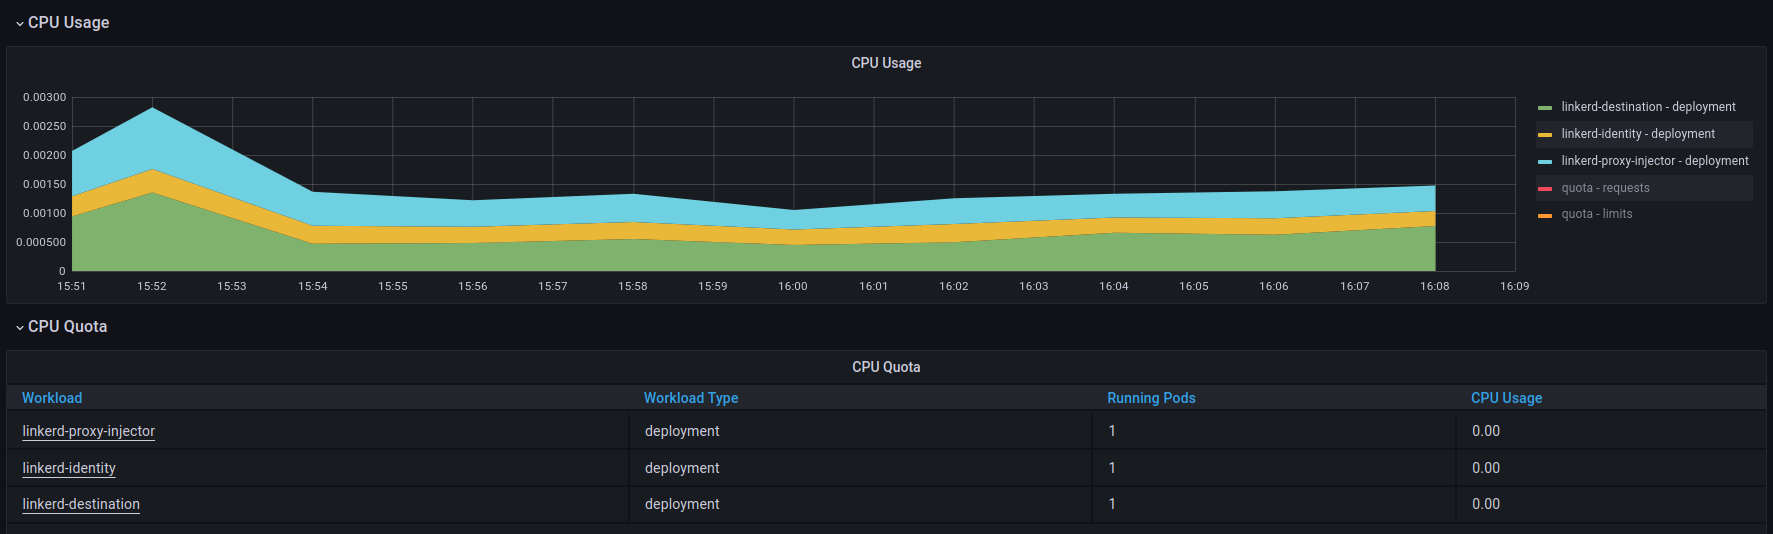 CPU Usage
CPU Usage
0.00300
0.00250
0.00200
0.00150
0.00100
0.000500
0
15:51 15:52 15:53 15:54 15:55 15:56 15:57 15:58 15:59 16:00 16:01 16:02 16:03 16:04 16:05 16:06 16:07 16:08 16:09
linkerd-destination - deployment
linkerd-identity - deployment
linkerd-proxy-injector - deployment
quota - requests
quota - limits
CPU Quota
CPU Quota
Workload Workload Type Running Pods CPU Usage
linkerd-proxy-injector deployment 1 0.00
linkerd-identity deployment 1 0.00
linkerd-destination deployment 1 0.00